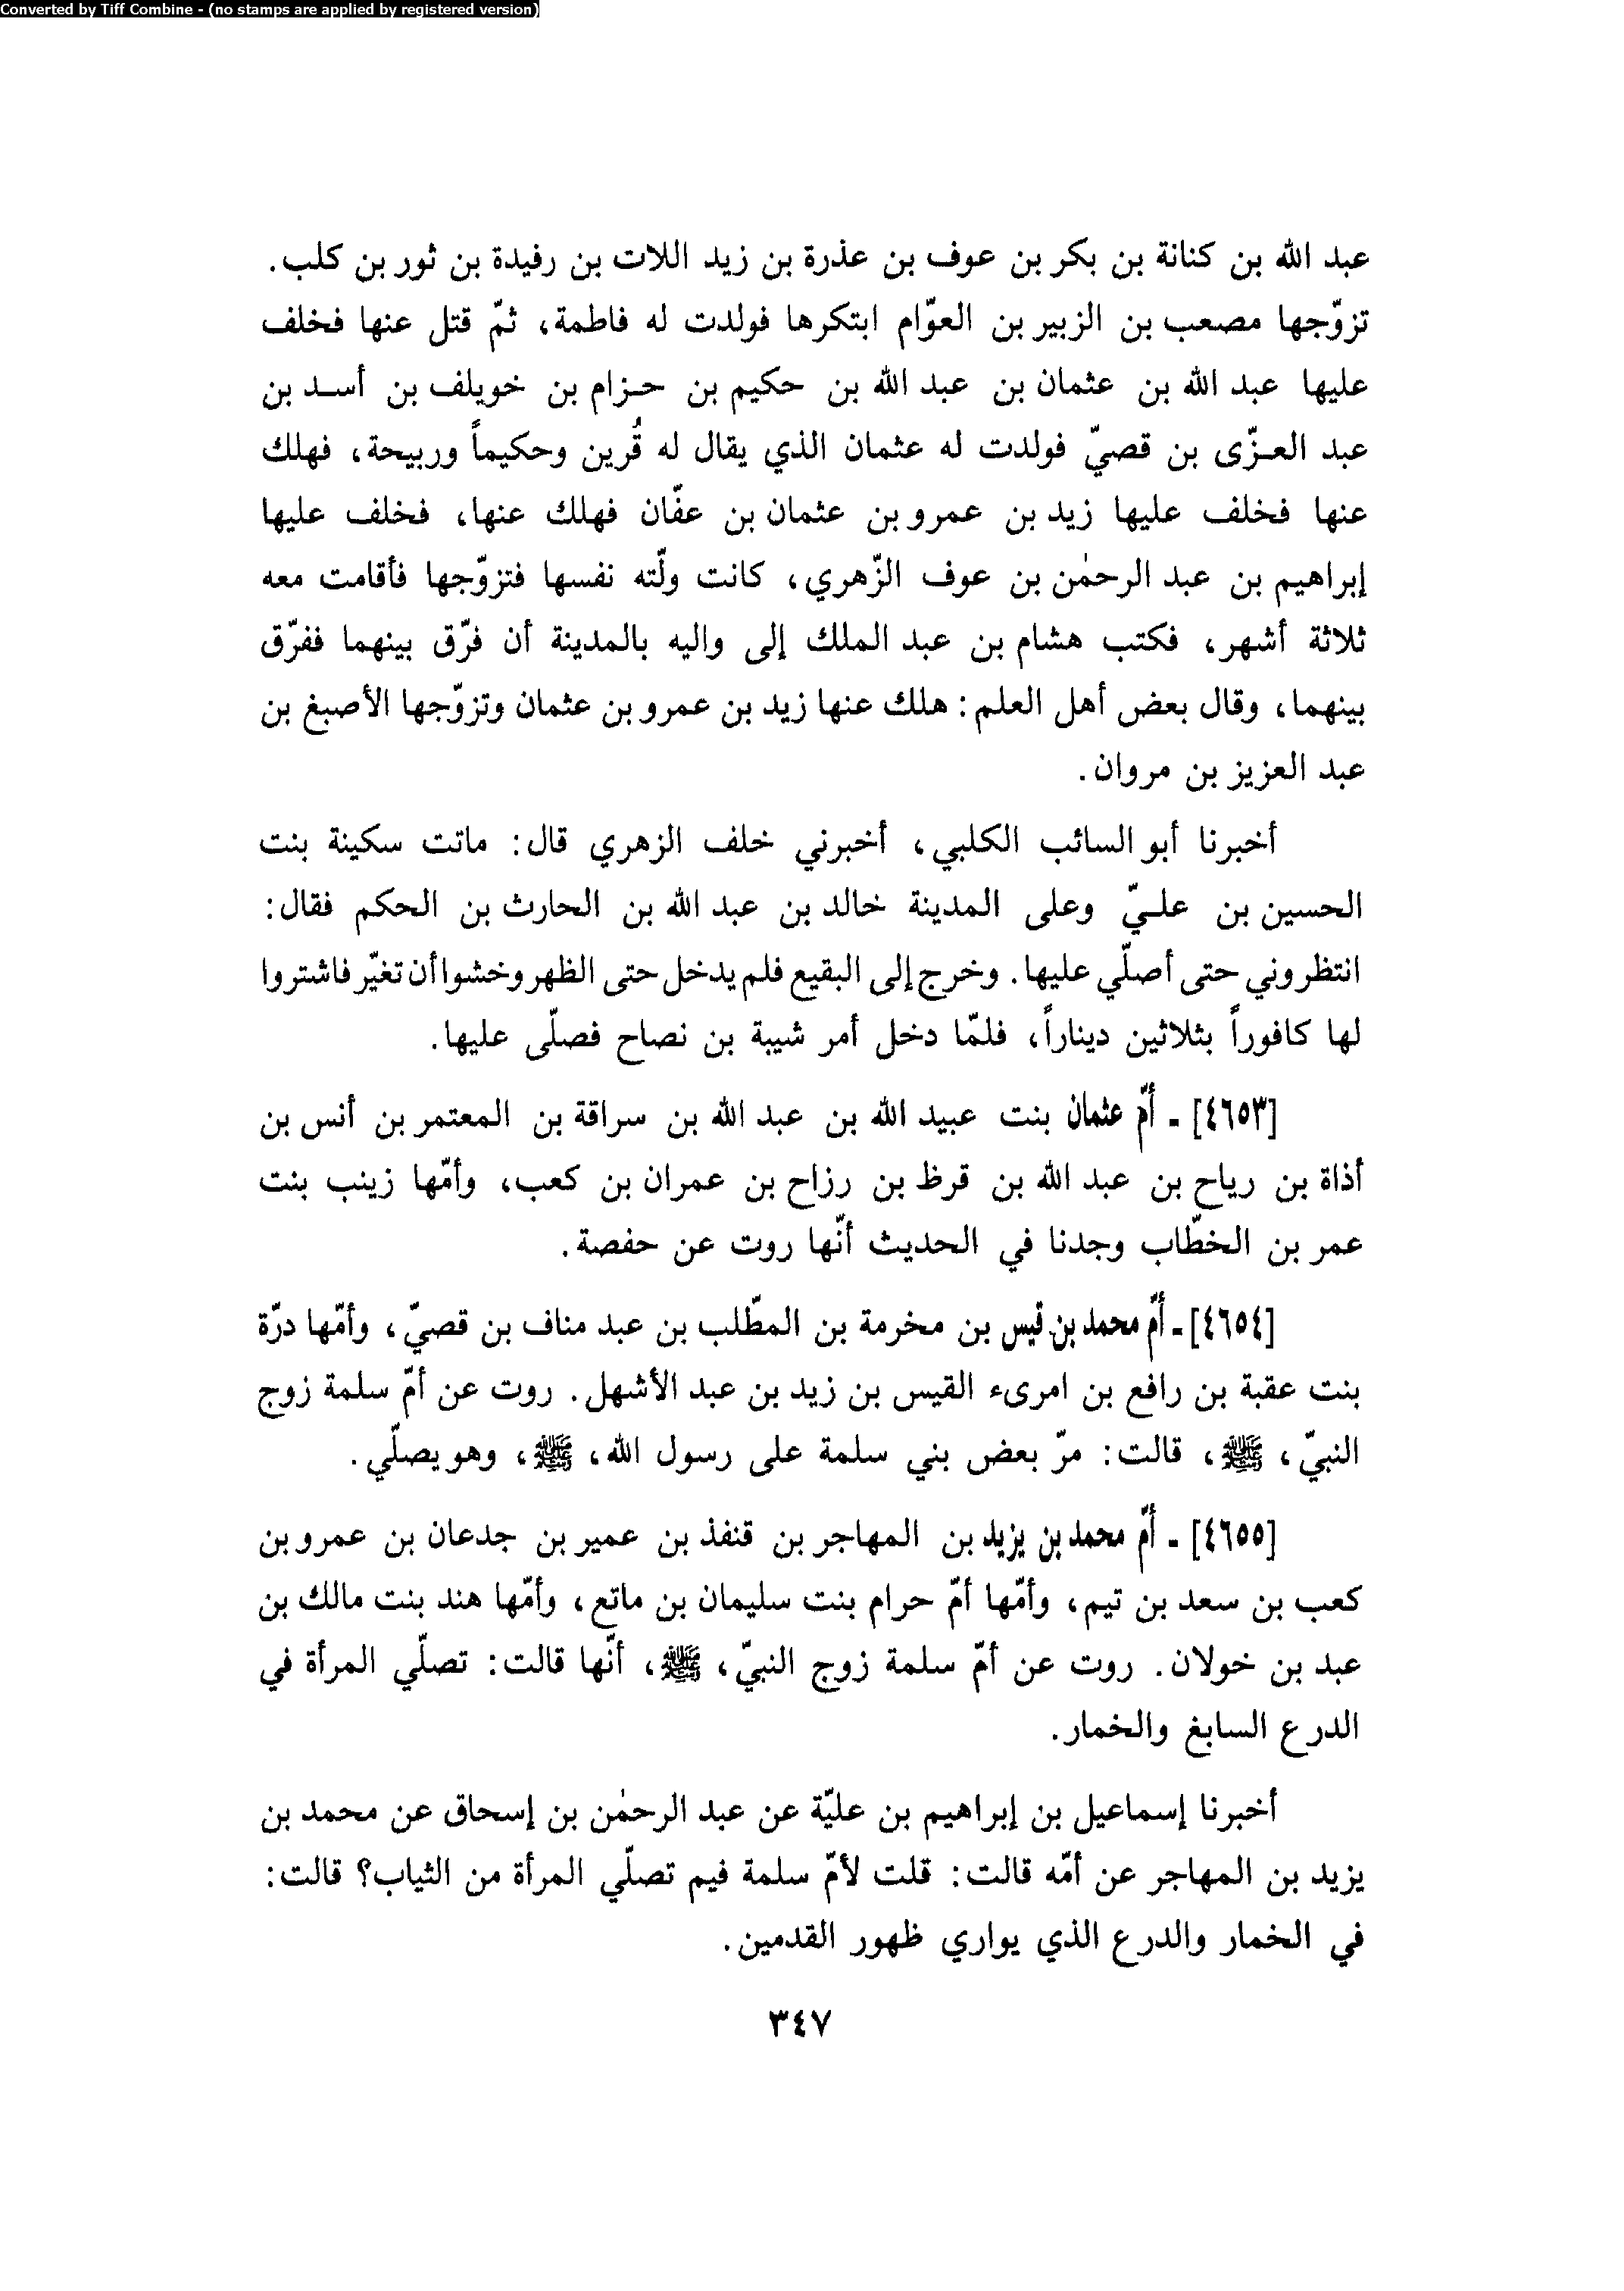 Converted by Tiff Combine - (no stamps are applied by registered version)
عبد الله بن كنانة بن بكر بن عوف بن عذرة بن زيد اللات بن رفيدة بن ثور بن كلب.
تزوّجها مصعب بن الزبير بن العوّام ابتكرها فولدت له فاطمة، ثمّ قتل عنها فخلف
عليها عبد الله بن عثمان بن عبد الله بن حكيم بن حزام بن خويلف بن أسد بن
عبد العزّى بن قصيّ فولدت له عثمان الذي يقال له قُرين وحكيماً وربيحة، فهلك
عنها فخلف عليها زيد بن عمرو بن عثمان بن عفّان فهلك عنها، فخلف عليها
إبراهيم بن عبد الرحمٰن بن عوف الزّهري، كانت ولّته نفسها فتزوّجها فأقامت معه
ثلاثة أشهر، فكتب هشام بن عبد الملك إلى واليه بالمدينة أن فرّق بينهما ففرّق
بينهما، وقال بعض أهل العلم: هلك عنها زيد بن عمرو بن عثمان وتزوّجها الأصبغ بن
عبد العزيز بن مروان.
أخبرنا أبو السائب الكلبي، أخبرني خلف الزهري قال: ماتت سكينة بنت
الحسين بن عليّ وعلى المدينة خالد بن عبد الله بن الحارث بن الحكم فقال:
انتظروني حتى أصلّي عليها. وخرج إلى البقيع فلم يدخل حتى الظهر وخشوا أن تغيّر فاشتروا
لها كافوراً بثلاثين ديناراً، فلمّا دخل أمر شيبة بن نصاح فصلّى عليها.
[٤٦٥٣] - أمّ عثمان بنت عبيد الله بن عبد الله بن سراقة بن المعتمر بن أنس بن
أذاة بن رياح بن عبد الله بن قرظ بن رزاح بن عمران بن كعب، وأمّها زينب بنت
عمر بن الخطّاب وجدنا في الحديث أنّها روت عن حفصة.
[٤٦٥٤] - أمّ محمد بن قيس بن مخرمة بن المطّلب بن عبد مناف بن قصيّ، وأمّها درّة
بنت عقبة بن رافع بن امرىء القيس بن زيد بن عبد الأشهل. روت عن أمّ سلمة زوج
النبيّ، ﷺ، قالت: مرّ بعض بني سلمة على رسول الله، ﷺ، وهو يصلّي.
[٤٦٥٥] - أمّ محمد بن يزيد بن المهاجر بن قنفذ بن عمير بن جدعان بن عمرو بن
كعب بن سعد بن تيم، وأمّها أمّ حرام بنت سليمان بن ماتع، وأمّها هند بنت مالك بن
عبد بن خولان. روت عن أمّ سلمة زوج النبيّ، ﷺ، أنّها قالت: تصلّي المرأة في
الدرع السابغ والخمار.
أخبرنا إسماعيل بن إبراهيم بن عليّة عن عبد الرحمٰن بن إسحاق عن محمد بن
يزيد بن المهاجر عن أمّه قالت: قلت لأمّ سلمة فيم تصلّي المرأة من الثياب؟ قالت:
في الخمار والدرع الذي يواري ظهور القدمين.
٣٤٧